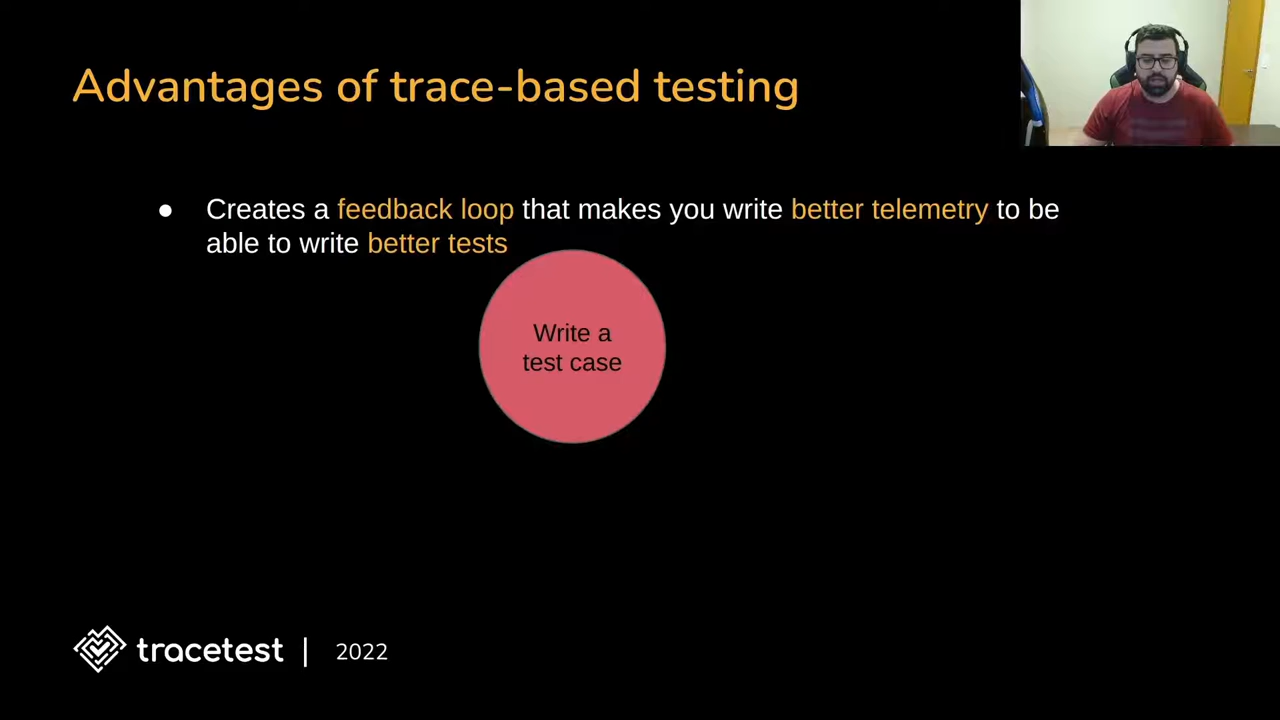 Advantages of trace-based testing
● Creates a feedback loop that makes you write better telemetry to be
able to write better tests
Write a
test case
tracetest | 2022